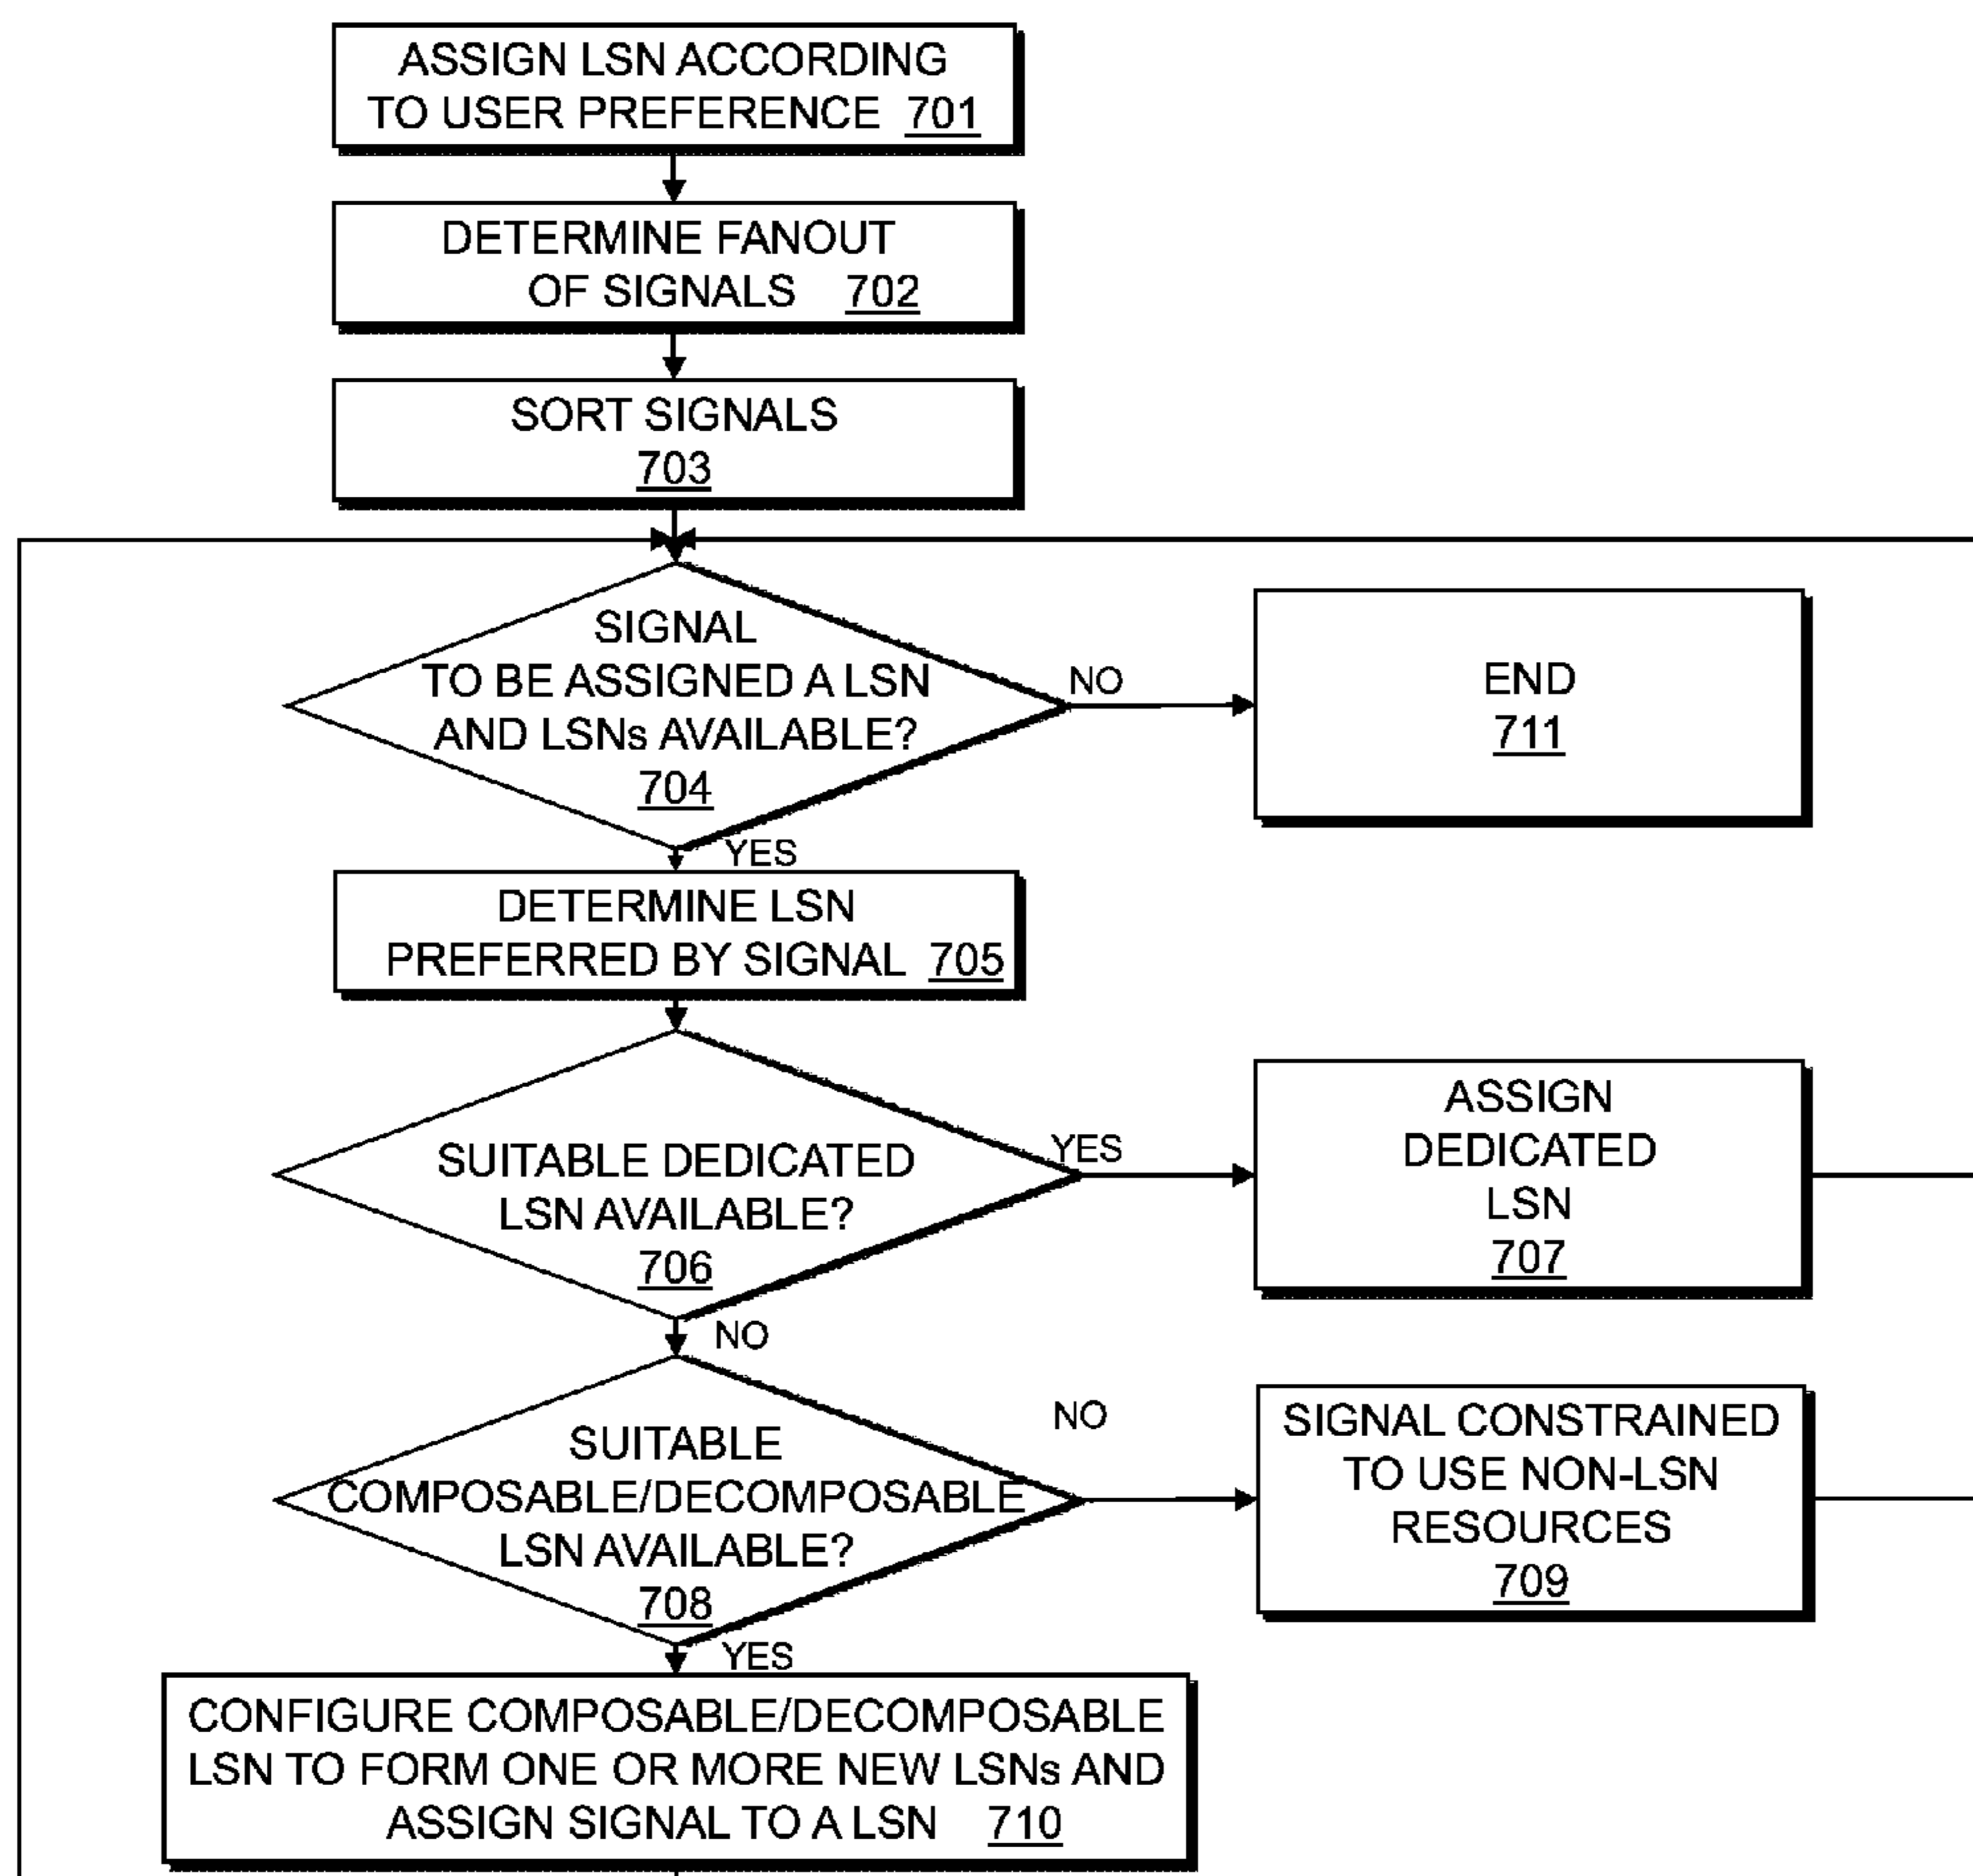 ASSIGN LSN ACCORDING
TO USER PREFERENCE 701
DETERMINE FANOUT
OF SIGNALS 702
SORT SIGNALS
703
SIGNAL
TO BE ASSIGNED A LSN
AND LSNs AVAILABLE?
704
NO
END
711
YES
DETERMINE LSN
PREFERRED BY SIGNAL 705
SUITABLE DEDICATED
LSN AVAILABLE?
706
YES
ASSIGN
DEDICATED
LSN
707
NO
SUITABLE
COMPOSABLE/DECOMPOSABLE
LSN AVAILABLE?
708
NO
SIGNAL CONSTRAINED
TO USE NON-LSN
RESOURCES
709
YES
CONFIGURE COMPOSABLE/DECOMPOSABLE
LSN TO FORM ONE OR MORE NEW LSNs AND
ASSIGN SIGNAL TO A LSN 710